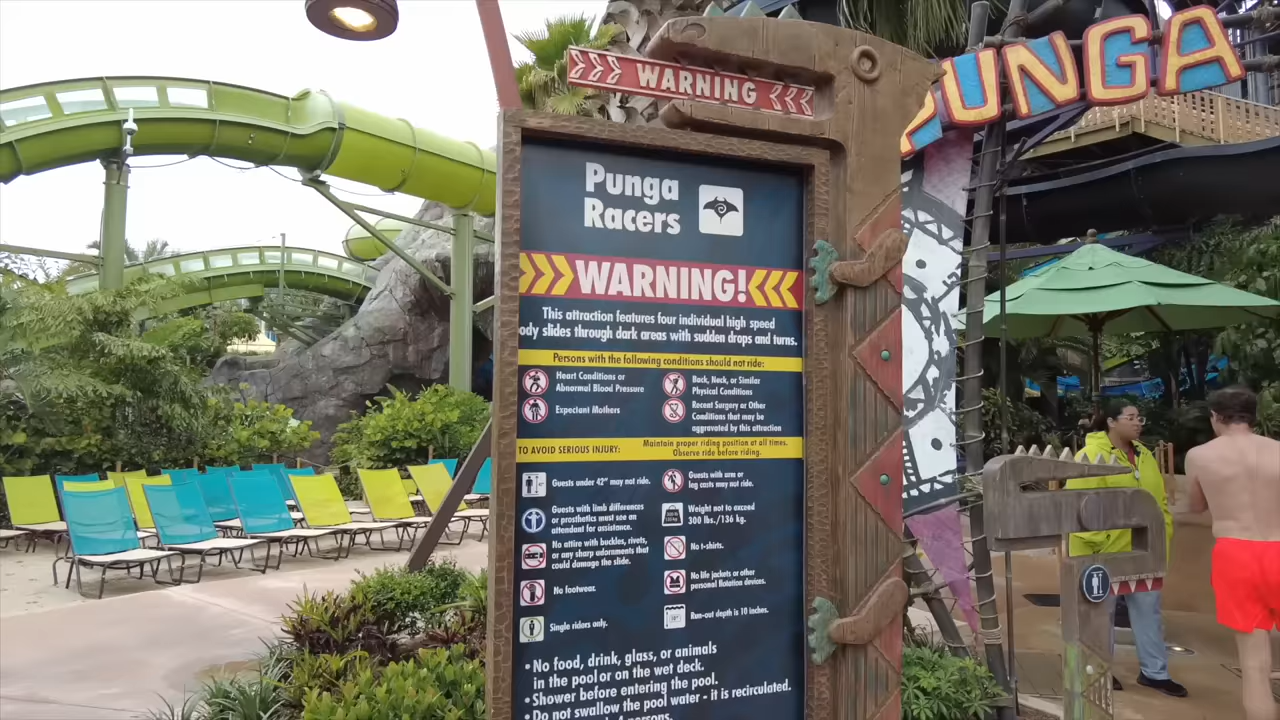 WARNING
PUNGA
Punga
Racers
WARNING!
This attraction features four individual high speed
ody slides through dark areas with sudden drops and turns.
Persons with the following conditions should not ride:
Heart Conditions or
Abnormal Blood Pressure
Back, Neck, or Similar
Physical Conditions
Expectant Mothers
Recent Surgery or Other
Conditions that may be
aggravated by this attraction
TO AVOID SERIOUS INJURY:
Maintain proper riding position at all times.
Observe ride before riding.
Guests under 42" may not ride.
Guests with arm or
leg casts may not ride.
Guests with limb differences
or prosthetics must see an
attendant for assistance.
Weight not to exceed
300 lbs./136 kg.
No attire with buckles, rivets,
or any sharp adornments that
could damage the slide.
No t-shirts.
No footwear.
No life jackets or other
personal flotation devices.
Single riders only.
Run-out depth is 10 inches.
• No food, drink, glass, or animals
in the pool or on the wet deck.
• Shower before entering the pool.
• Do not swallow the pool water - it is recirculated.
4 persons.